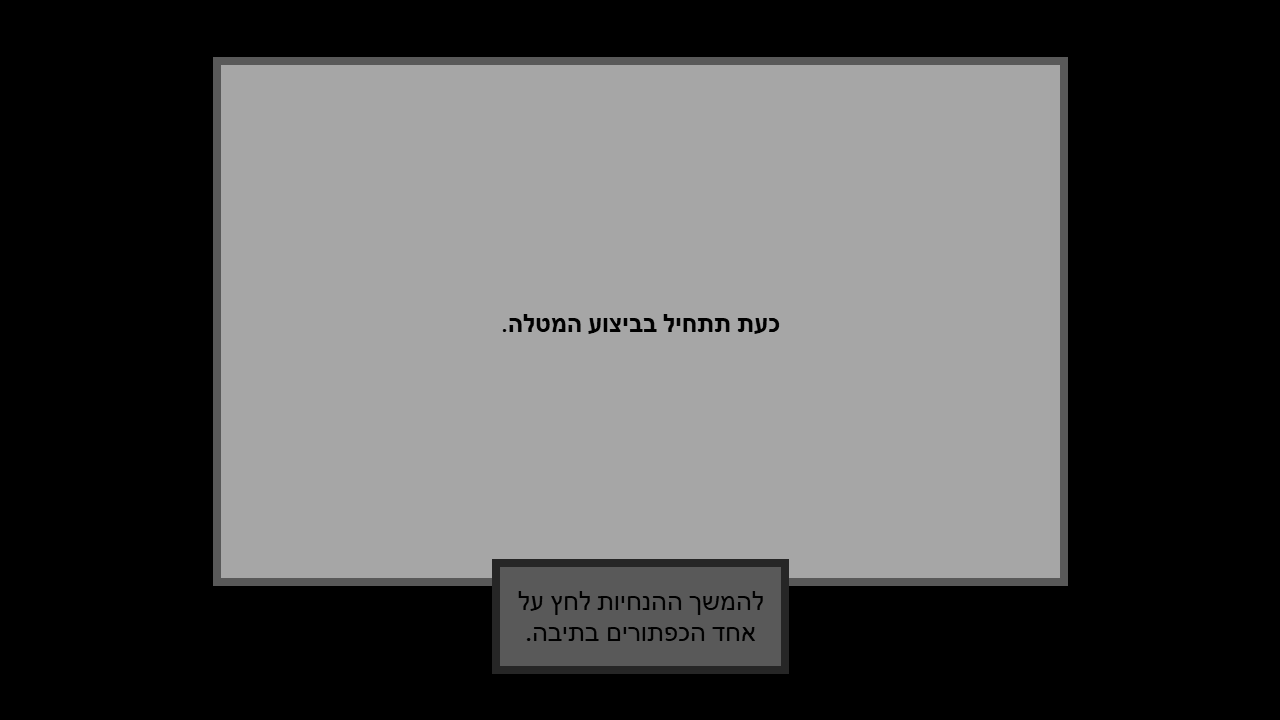 כעת תתחיל בביצוע המטלה.
להמשך ההנחיות לחץ על
אחד הכפתורים בתיבה.